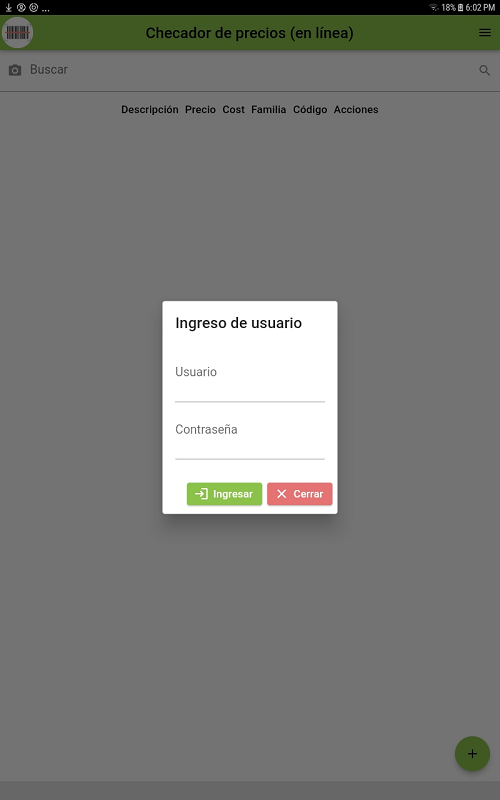 ... 18% 6:02 PM
Checador de precios (en línea)
Buscar
Descripción Precio Cost Familia Código Acciones
Ingreso de usuario
Usuario
Contraseña
Ingresar Cerrar
+